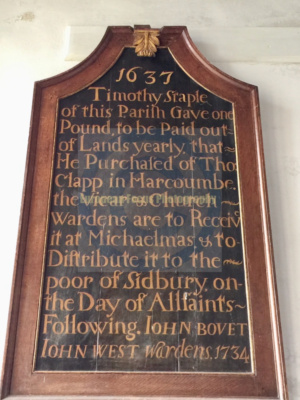 1637
Timothy Staple
of this Pariſh Gave one
Pound, to be Paid out-
of Lands yearly, that~
He Purchaſed of Tho
Clapp in Harcoumbe.
the Vicar & Church-
Wardens are to Receiv
it at Michaelmas & to-
Diſtribute it to the~
poor of Sidbury, on-
the Day of Allſaints~
Following. IOHN BOVET
IOHN WEST Wardens. 1734